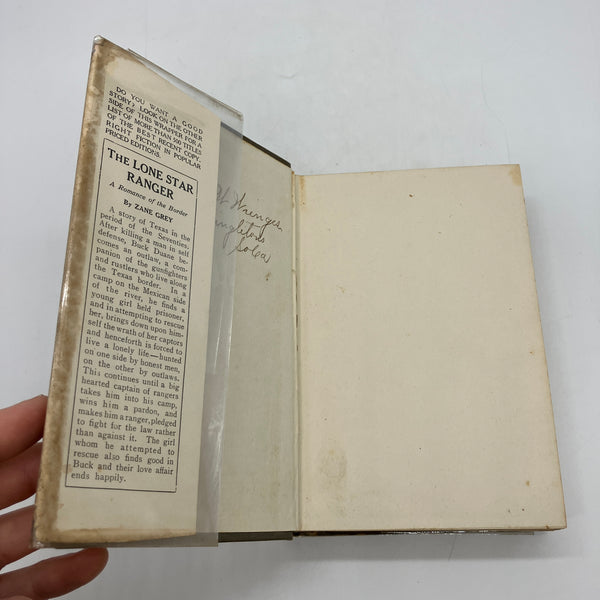 DO YOU WANT A GOOD
STORY? LOOK ON THE OTHER
SIDE OF THIS WRAPPER FOR A
LIST OF MORE THAN 500 TITLES
OF THE BEST RECENT COPY-
RIGHT FICTION IN POPULAR
PRICED EDITIONS.
THE LONE STAR
RANGER
A Romance of the Border
By ZANE GREY
A story of Texas in the
period of the Seventies.
After killing a man in self
defense, Buck Duane be-
comes an outlaw, a com-
panion of the gunfighters
and rustlers who live along
the Texas border. In a
camp on the Mexican side
of the river, he finds a
young girl held prisoner,
and in attempting to rescue
her, brings down upon him-
self the wrath of her captors
and henceforth is forced to
live a lonely life—hunted
on one side by honest men,
on the other by outlaws.
This continues until a big
hearted captain of rangers
takes him into his camp,
wins him a pardon, and
makes him a ranger, pledged
to fight for the law rather
than against it. The girl
whom he attempted to
rescue also finds good in
Buck and their love affair
ends happily.